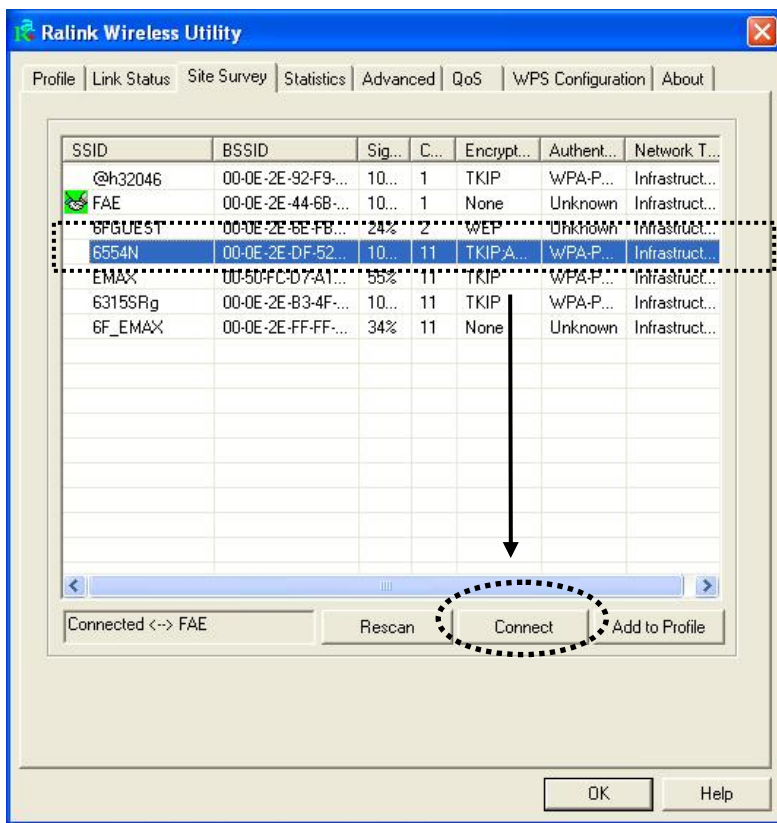 Ralink Wireless Utility
Profile Link Status Site Survey Statistics Advanced QoS WPS Configuration About
SSID BSSID Sig... C... Encrypt... Authent... Network T...
@h32046 00-0E-2E-92-F9-... 10... 1 TKIP WPA-P... Infrastruct...
FAE 00-0E-2E-44-6B-... 10... 1 None Unknown Infrastruct...
6FGUEST 00-0E-2E-6E-FB... 24% 2 WEP Unknown Infrastruct...
6554N 00-0E-2E-DF-52... 10... 11 TKIP;A... WPA-P... Infrastruct...
EMAX 00-50-FC-D7-A1... 55% 11 TKIP WPA-P... Infrastruct...
6315SRg 00-0E-2E-B3-4F-... 10... 11 TKIP WPA-P... Infrastruct...
6F_EMAX 00-0E-2E-FF-FF-... 34% 11 None Unknown Infrastruct...
Connected <--> FAE Rescan Connect Add to Profile
OK Help